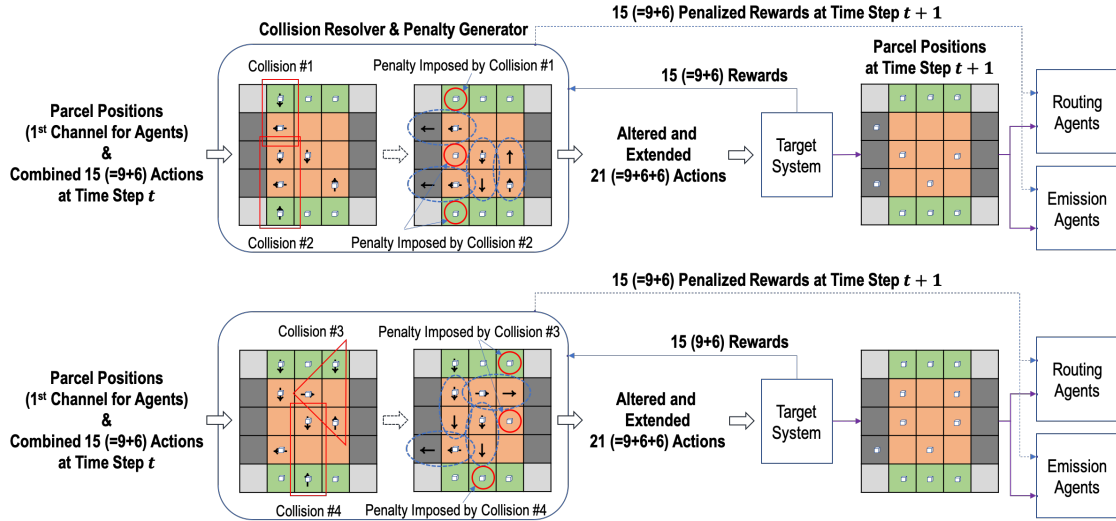 15 (=9+6) Penalized Rewards at Time Step t + 1
Collision Resolver & Penalty Generator
Collision #1
Penalty Imposed by Collision #1
Parcel Positions
(1st Channel for Agents)
&
Combined 15 (=9+6) Actions
at Time Step t
Collision #2
Penalty Imposed by Collision #2
15 (=9+6) Rewards
Altered and
Extended
21 (=9+6+6) Actions
Target
System
Parcel Positions
at Time Step t + 1
Routing
Agents
Emission
Agents
15 (=9+6) Penalized Rewards at Time Step t + 1
Collision #3
Penalty Imposed by Collision#3
Parcel Positions
(1st Channel for Agents)
&
Combined 15 (=9+6) Actions
at Time Step t
Collision #4
Penalty Imposed by Collision#4
15 (9+6) Rewards
Altered and
Extended
21 (=9+6+6) Actions
Target
System
Routing
Agents
Emission
Agents